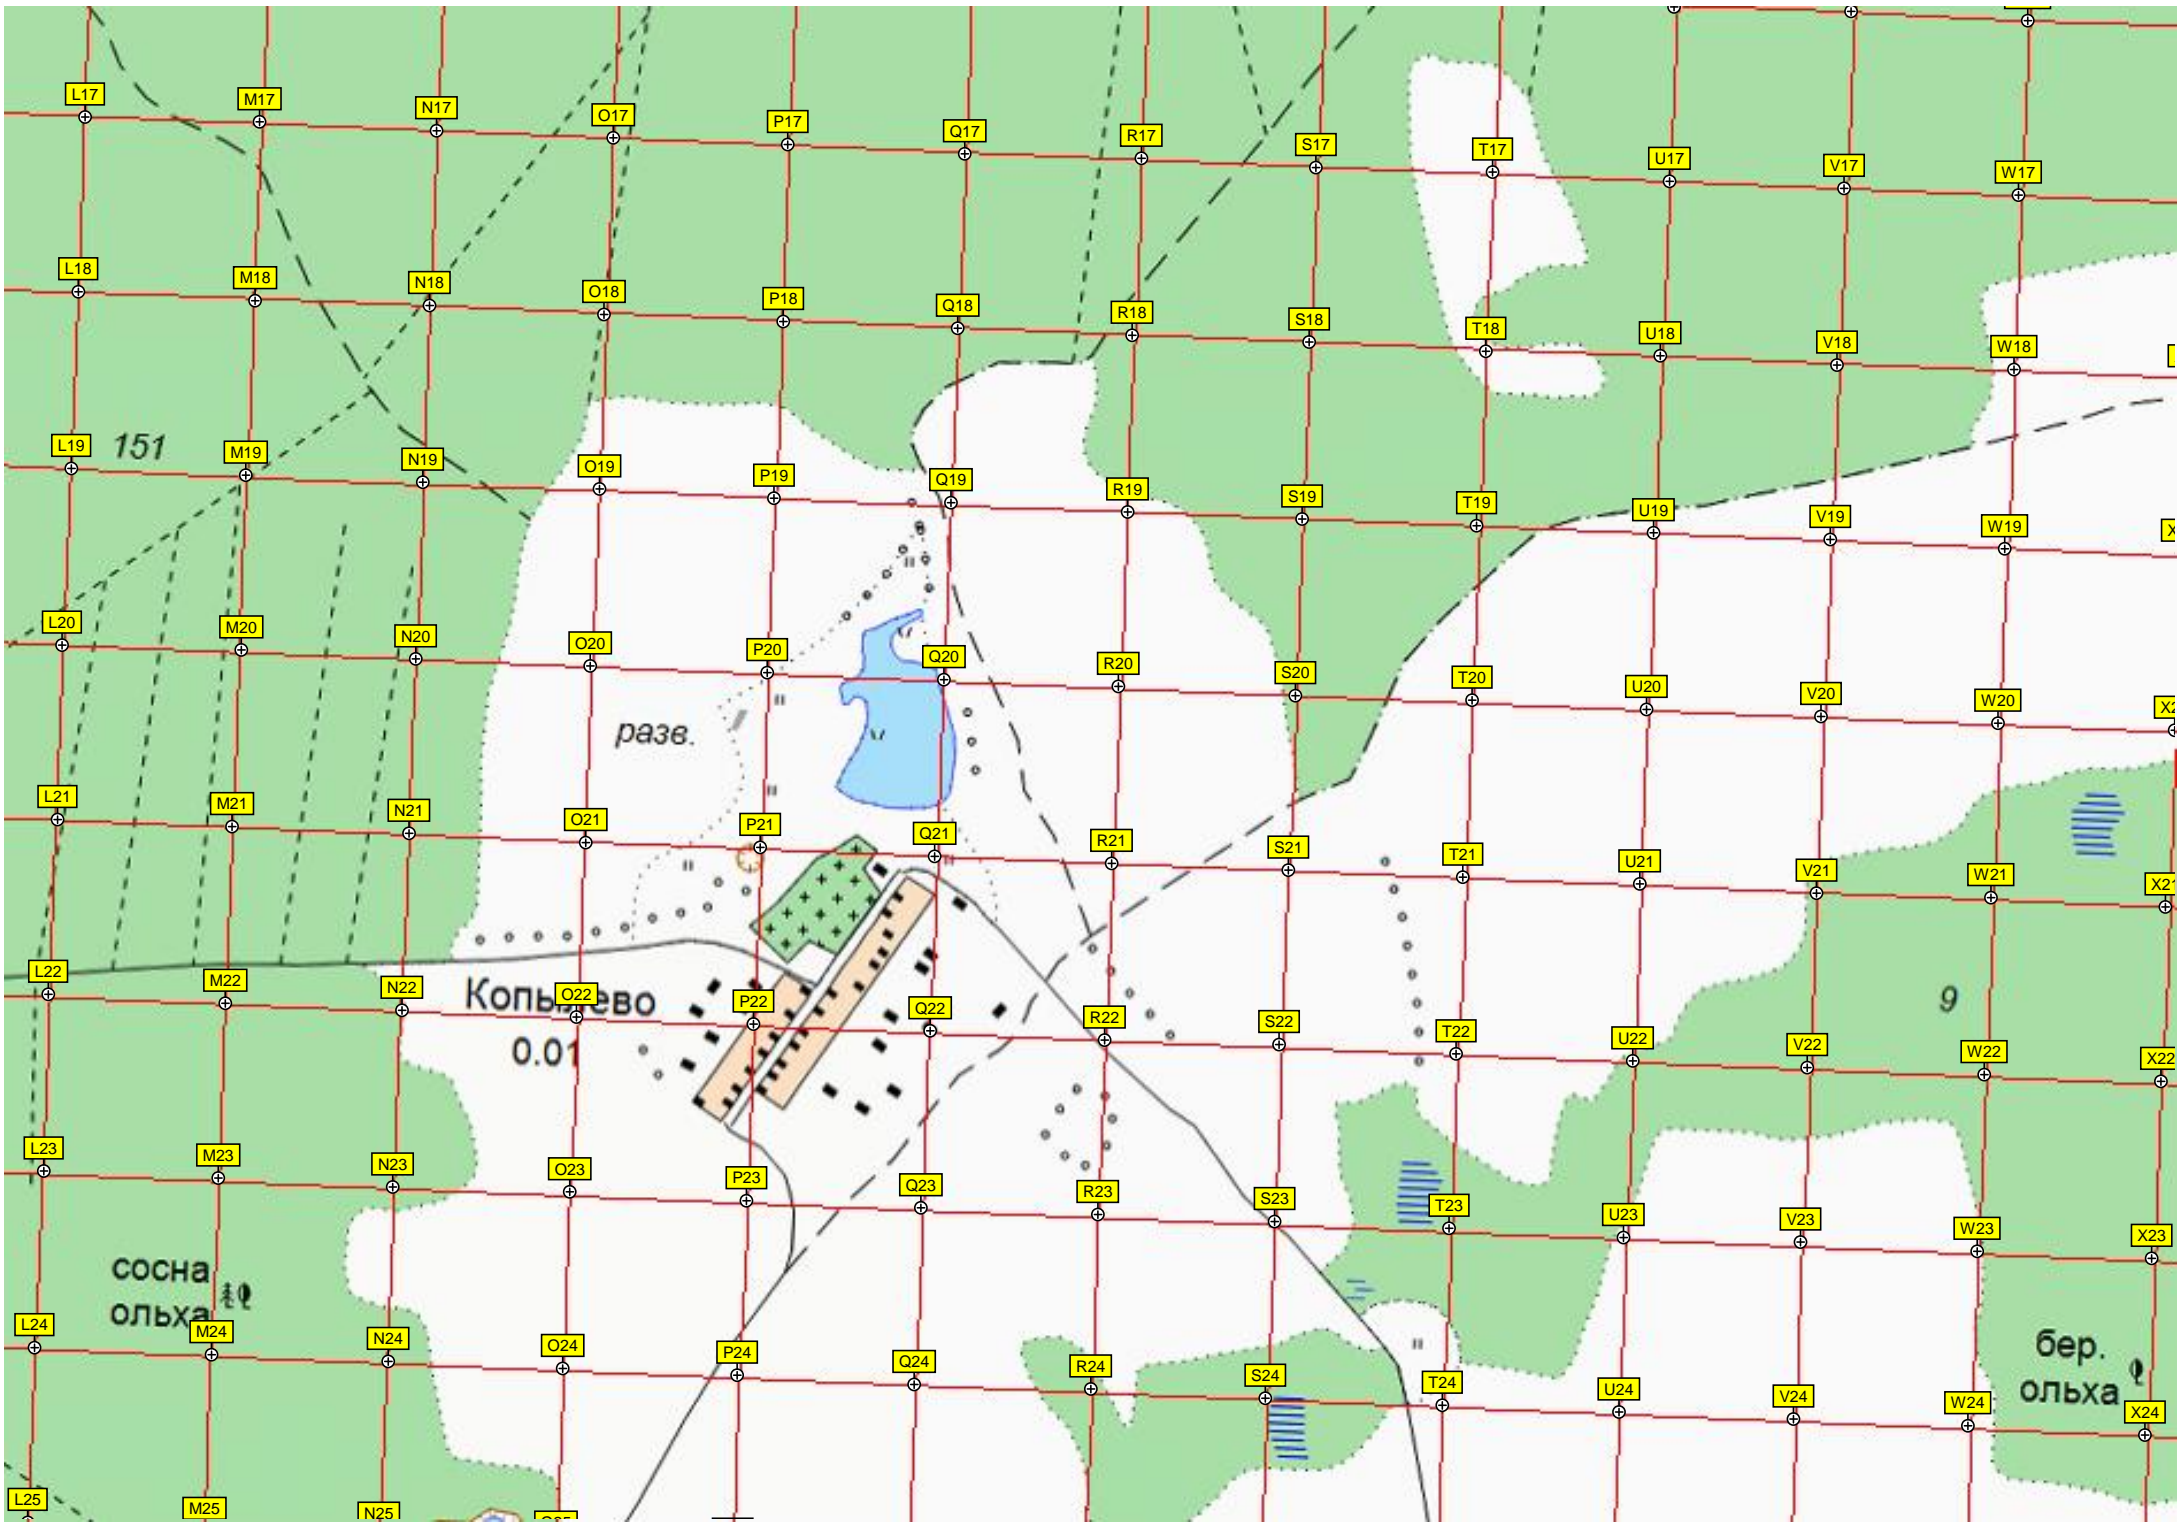 L17 M17 N17 O17 P17 Q17 R17 S17 T17 U17 V17 W17
L18 M18 N18 O18 P18 Q18 R18 S18 T18 U18 V18 W18
151
L19 M19 N19 O19 P19 Q19 R19 S19 T19 U19 V19 W19
L20 M20 N20 O20 P20 Q20 R20 S20 T20 U20 V20 W20
разв.
L21 M21 N21 O21 P21 Q21 R21 S21 T21 U21 V21 W21 X21
L22 M22 N22 O22 P22 Q22 R22 S22 T22 U22 V22 W22 X22
9
Копылево
0.01
L23 M23 N23 O23 P23 Q23 R23 S23 T23 U23 V23 W23 X23
сосна
ольха
L24 M24 N24 O24 P24 Q24 R24 S24 T24 U24 V24 W24 X24
бер.
ольха
L25 M25 N25